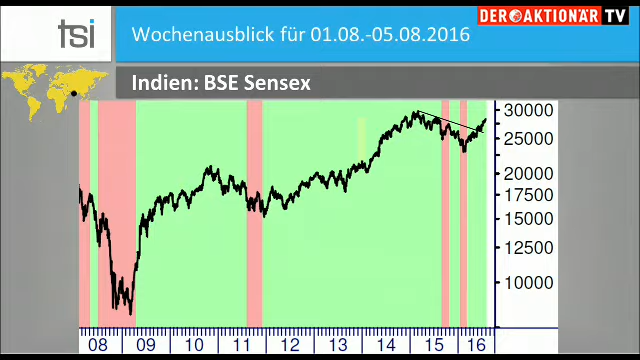 DER AKTIONÄR TV
tsi
Wochenausblick für 01.08.-05.08.2016
Indien: BSE Sensex
30000
25000
20000
17500
15000
12500
10000
08 09 10 11 12 13 14 15 16